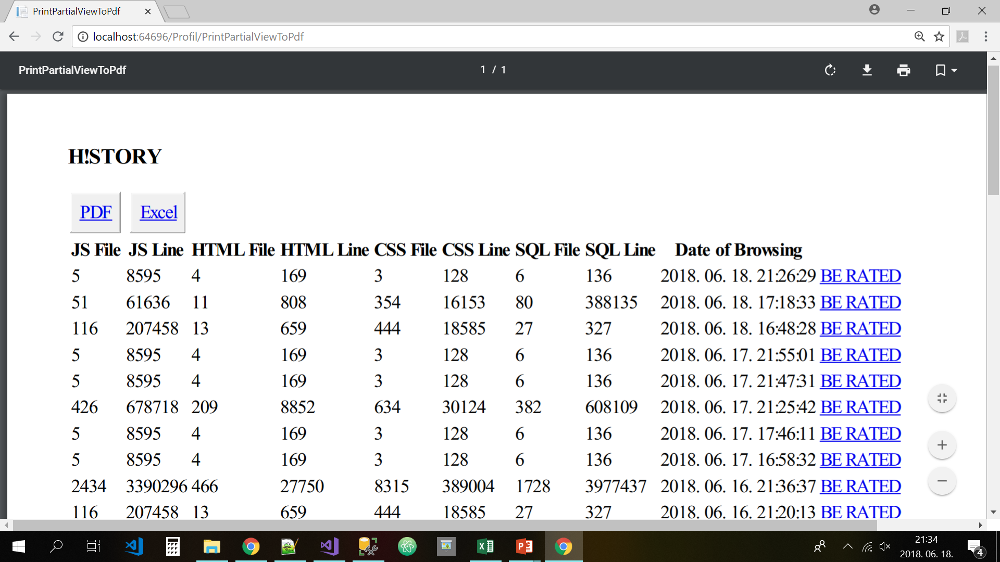 PrintPartialViewToPdf
localhost:64696/Profil/PrintPartialViewToPdf
PrintPartialViewToPdf 1 / 1
H!STORY
PDF Excel
JS File JS Line HTML File HTML Line CSS File CSS Line SQL File SQL Line Date of Browsing
5 8595 4 169 3 128 6 136 2018. 06. 18. 21:26:29 BE RATED
51 61636 11 808 354 16153 80 388135 2018. 06. 18. 17:18:33 BE RATED
116 207458 13 659 444 18585 27 327 2018. 06. 18. 16:48:28 BE RATED
5 8595 4 169 3 128 6 136 2018. 06. 17. 21:55:01 BE RATED
5 8595 4 169 3 128 6 136 2018. 06. 17. 21:47:31 BE RATED
426 678718 209 8852 634 30124 382 608109 2018. 06. 17. 21:25:42 BE RATED
5 8595 4 169 3 128 6 136 2018. 06. 17. 17:46:11 BE RATED
5 8595 4 169 3 128 6 136 2018. 06. 17. 16:58:32 BE RATED
2434 3390296 466 27750 8315 389004 1728 3977437 2018. 06. 16. 21:36:37 BE RATED
116 207458 13 659 444 18585 27 327 2018. 06. 16. 21:20:13 BE RATED
21:34
2018. 06. 18.
4